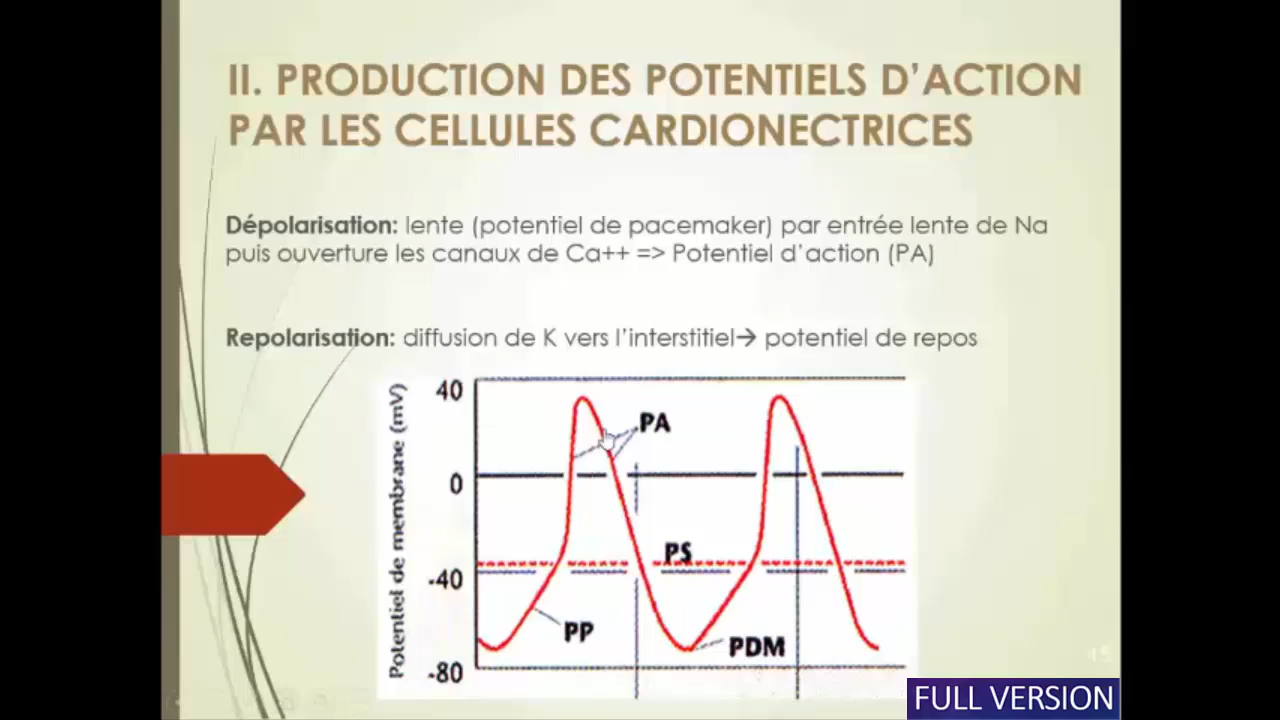 II. PRODUCTION DES POTENTIELS D’ACTION
PAR LES CELLULES CARDIONECTRICES
Dépolarisation: lente (potentiel de pacemaker) par entrée lente de Na
puis ouverture les canaux de Ca++ => Potentiel d’action (PA)
Repolarisation: diffusion de K vers l’interstitiel→ potentiel de repos
Potentiel de membrane (mV)
40
PA
0
PS
-40
PP
PDM
-80
FULL VERSION